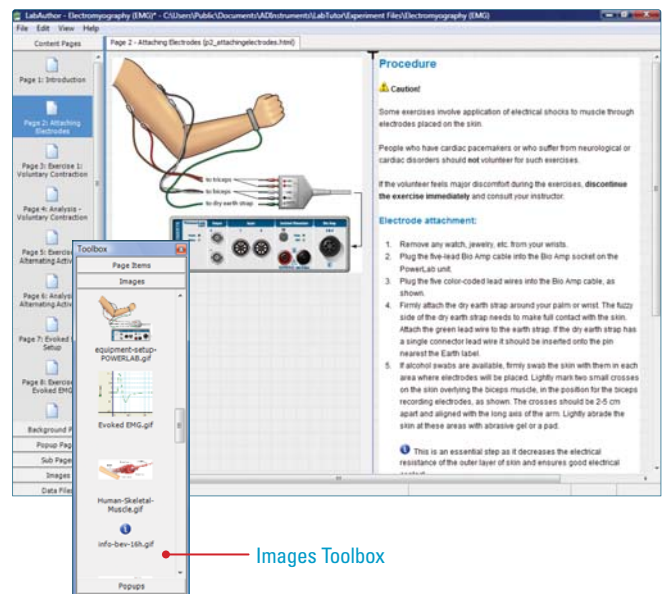 LabAuthor - Electromyography (EMG)* - C:\Users\Public\Documents\ADInstruments\LabTutor\Experiment Files\Electromyography (EMG)
File Edit View Help
Content Pages
Page 2 - Attaching Electrodes (p2_attachingelectrodes.html)
Page 1: Introduction
Page 2: Attaching
Electrodes
Page 3: Exercise 1:
Voluntary Contraction
Page 4: Analysis -
Voluntary Contraction
Page 5: Exercis
Alternating Activ
Page 6: Analys
Alternating Activ
Page 7: Evoked
Setup
Page 8: Exercis
Evoked EMG
Background P
Popup Pag
Sub Page
Images
Data Files
to triceps
to biceps
to dry earth strap
Procedure
Caution!
Some exercises involve application of electrical shocks to muscle through
electrodes placed on the skin.
People who have cardiac pacemakers or who suffer from neurological or
cardiac disorders should not volunteer for such exercises.
If the volunteer feels major discomfort during the exercises, discontinue
the exercise immediately and consult your instructor.
Electrode attachment:
1. Remove any watch, jewelry, etc. from your wrists.
2. Plug the five-lead Bio Amp cable into the Bio Amp socket on the
PowerLab unit.
3. Plug the five color-coded lead wires into the Bio Amp cable, as
shown.
4. Firmly attach the dry earth strap around your palm or wrist. The fuzzy
side of the dry earth strap needs to make full contact with the skin.
Attach the green lead wire to the earth strap. If the dry earth strap has
a single connector lead wire it should be inserted onto the pin
nearest the Earth label.
5. If alcohol swabs are available, firmly swab the skin with them in each
area where electrodes will be placed. Lightly mark two small crosses
on the skin overlying the biceps muscle, in the position for the biceps
recording electrodes, as shown. The crosses should be 2-5 cm
apart and aligned with the long axis of the arm. Lightly abrade the
skin at these areas with abrasive gel or a pad.
This is an essential step as it decreases the electrical
resistance of the outer layer of skin and ensures good electrical
Toolbox
Page Items
Images
equipment-setup-
POWERLAB.gif
Evoked EMG.gif
Human-Skeletal-
Muscle.gif
info-bev-16h.gif
Popups
Images Toolbox